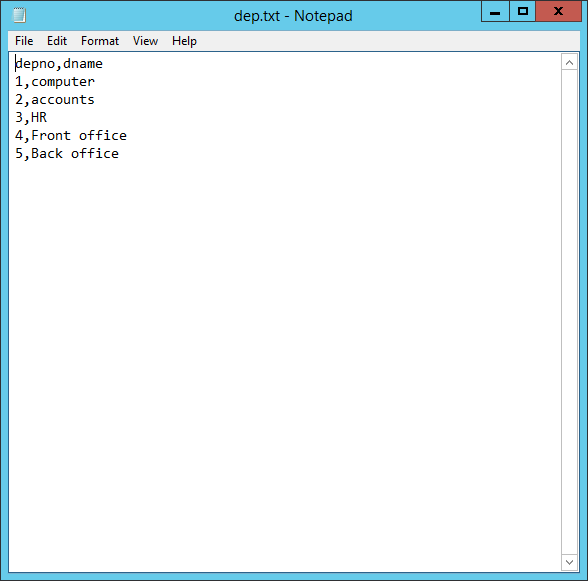 dep.txt - Notepad
File Edit Format View Help
depno,dname
1,computer
2,accounts
3,HR
4,Front office
5,Back office